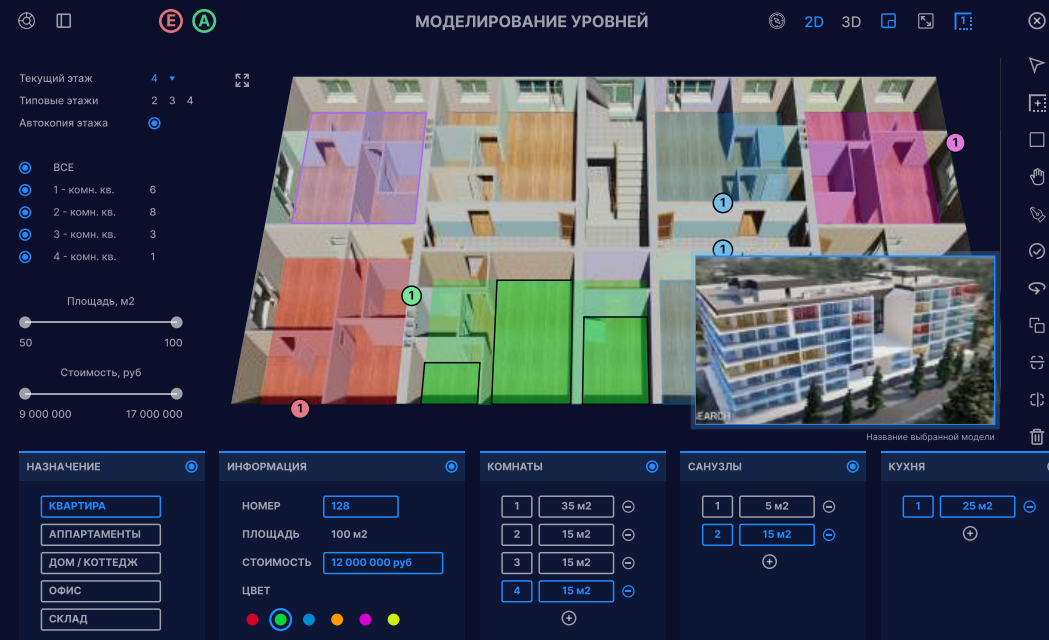 E A МОДЕЛИРОВАНИЕ УРОВНЕЙ 2D 3D 1
Текущий этаж 4
Типовые этажи 2 3 4
Автокопия этажа
ВСЕ
1 - комн. кв. 6
2 - комн. кв. 8
3 - комн. кв. 3
4 - комн. кв. 1
Площадь, м2
50 100
Стоимость, руб
9 000 000 17 000 000
1
1
1
1
1
EARCH
Название выбранной модели
НАЗНАЧЕНИЕ
КВАРТИРА
АППАРТАМЕНТЫ
ДОМ / КОТТЕДЖ
ОФИС
СКЛАД
ИНФОРМАЦИЯ
НОМЕР 128
ПЛОЩАДЬ 100 м2
СТОИМОСТЬ 12 000 000 руб
ЦВЕТ
КОМНАТЫ
1 35 м2
2 15 м2
3 15 м2
4 15 м2
САНУЗЛЫ
1 5 м2
2 15 м2
КУХНЯ
1 25 м2